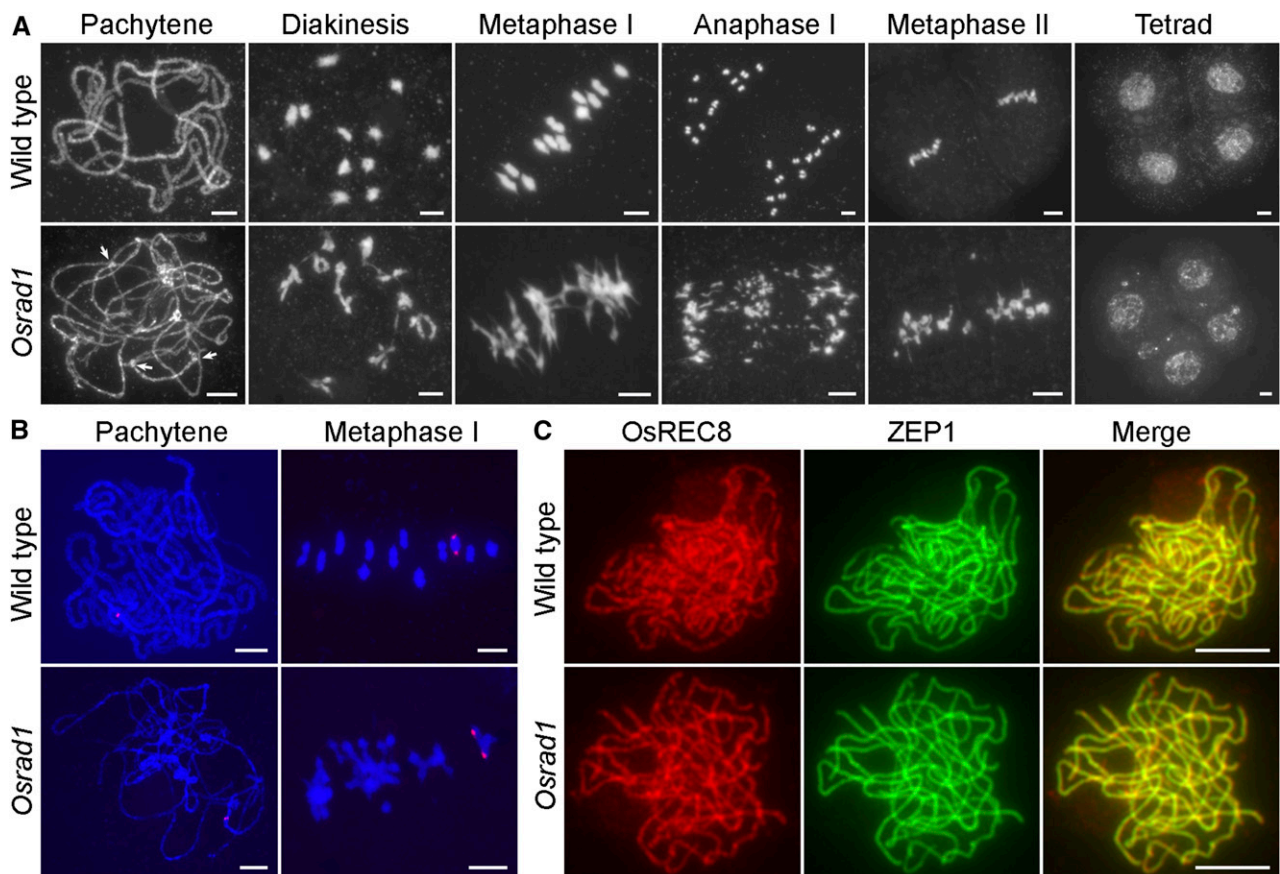 A Pachytene Diakinesis Metaphase I Anaphase I Metaphase II Tetrad
Wild type
Osrad1
B Pachytene Metaphase I
Wild type
Osrad1
C OsREC8 ZEP1 Merge
Wild type
Osrad1